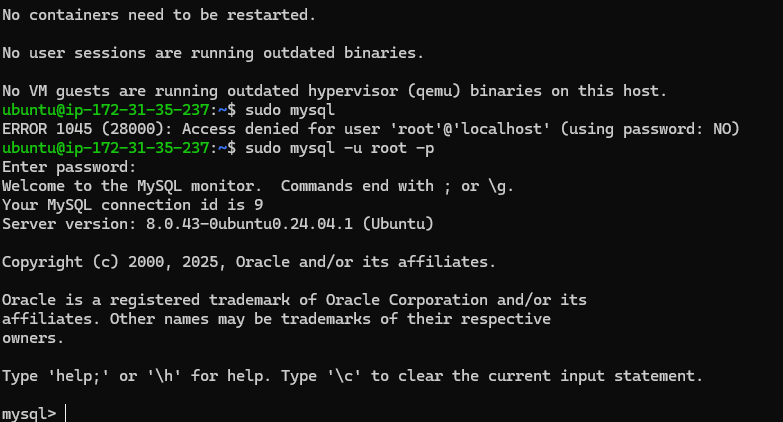 No containers need to be restarted.
No user sessions are running outdated binaries.
No VM guests are running outdated hypervisor (qemu) binaries on this host.
ubuntu@ip-172-31-35-237:~$ sudo mysql
ERROR 1045 (28000): Access denied for user 'root'@'localhost' (using password: NO)
ubuntu@ip-172-31-35-237:~$ sudo mysql -u root -p
Enter password:
Welcome to the MySQL monitor.  Commands end with ; or \g.
Your MySQL connection id is 9
Server version: 8.0.43-0ubuntu0.24.04.1 (Ubuntu)
Copyright (c) 2000, 2025, Oracle and/or its affiliates.
Oracle is a registered trademark of Oracle Corporation and/or its
affiliates. Other names may be trademarks of their respective
owners.
Type 'help;' or '\h' for help. Type '\c' to clear the current input statement.
mysql>